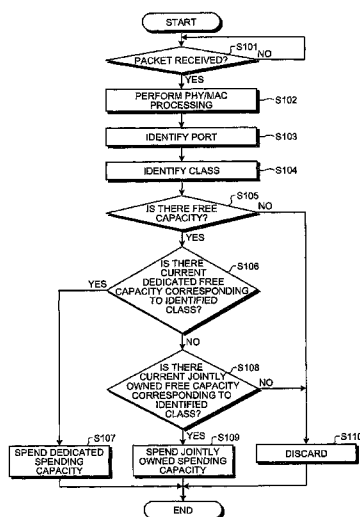 START
S101
PACKET RECEIVED?
NO
YES
PERFORM PHY/MAC
PROCESSING
S102
IDENTIFY PORT
S103
IDENTIFY CLASS
S104
S105
IS THERE FREE
CAPACITY?
NO
YES
S106
IS THERE
CURRENT
DEDICATED FREE
CAPACITY CORRESPONDING
TO IDENTIFIED
CLASS?
YES
NO
S108
IS THERE
CURRENT JOINTLY
OWNED FREE CAPACITY
CORRESPONDING TO
IDENTIFIED
CLASS?
NO
YES
S107
SPEND DEDICATED
SPENDING
CAPACITY
S109
SPEND JOINTLY
OWNED SPENDING
CAPACITY
S110
DISCARD
END